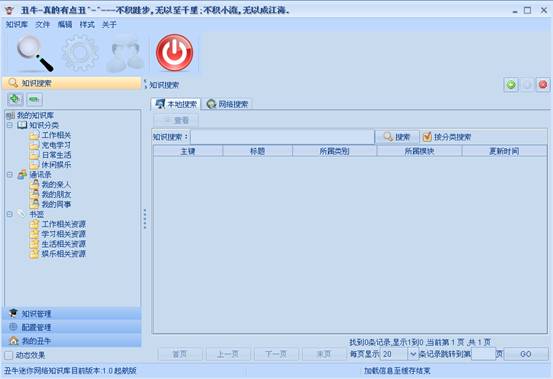 丑牛-真的有点丑^-^---不积跬步,无以至千里;不积小流,无以成江海。
知识库 文件 编辑 样式 关于
知识搜索
知识搜索
本地搜索 网络搜索
查看
知识搜索： 搜索 按分类搜索
主键 标题 所属类别 所属模块 更新时间
我的知识库
知识分类
工作相关
充电学习
日常生活
休闲娱乐
通讯录
我的亲人
我的朋友
我的同事
书签
工作相关资源
学习相关资源
生活相关资源
娱乐相关资源
知识管理
配置管理
我的丑牛
动态效果
找到0条记录,显示1到0 ,当前第 1 页 ,共 1 页
首页 上一页 下一页 末页 每页显示 20 条记录跳转到第 页 GO
丑牛迷你网络知识库目前版本:1.0 起航版 加载信息至缓存结束